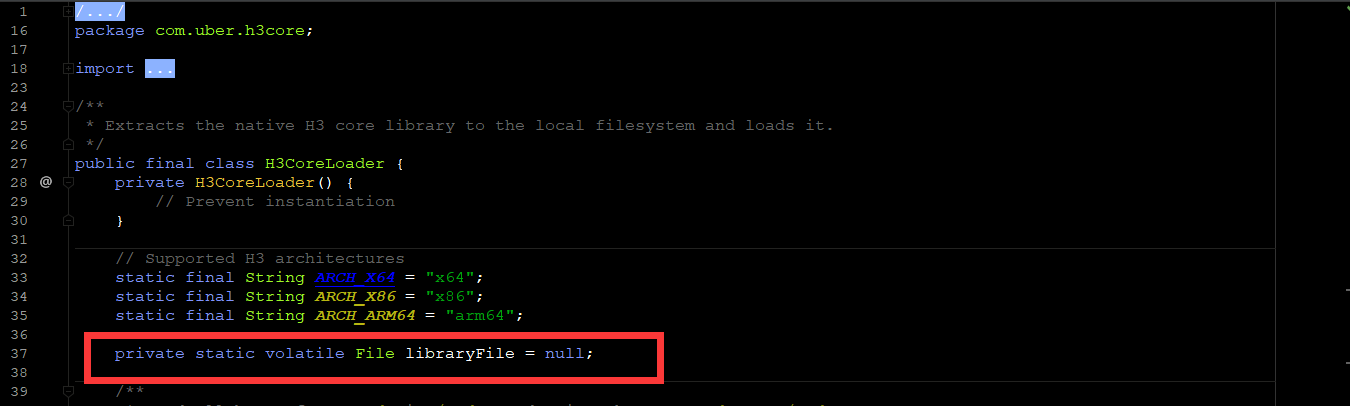 1 /.../
16 package com.uber.h3core;
17
18 import ...
23
24 /**
25  * Extracts the native H3 core library to the local filesystem and loads it.
26  */
27 public final class H3CoreLoader {
28 @     private H3CoreLoader() {
29         // Prevent instantiation
30     }
31
32     // Supported H3 architectures
33     static final String ARCH_X64 = "x64";
34     static final String ARCH_X86 = "x86";
35     static final String ARCH_ARM64 = "arm64";
36
37     private static volatile File libraryFile = null;
38
39     /**